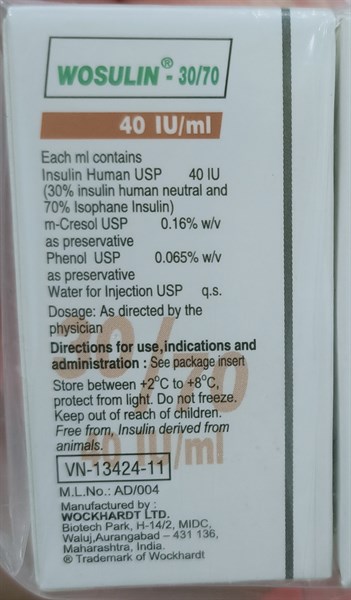 WOSULIN® - 30/70
40 IU/ml
Each ml contains
Insulin Human USP 40 IU
(30% insulin human neutral and
70% Isophane Insulin)
m-Cresol USP 0.16% w/v
as preservative
Phenol USP 0.065% w/v
as preservative
Water for Injection USP q.s.
Dosage: As directed by the
physician
Directions for use,indications and
administration : See package insert
Store between +2°C to +8°C,
protect from light. Do not freeze.
Keep out of reach of children.
Free from, Insulin derived from
animals.
40 IU/ml
VN-13424-11
M.L.No.: AD/004
Manufactured by :
WOCKHARDT LTD.
Biotech Park, H-14/2, MIDC,
Waluj,Aurangabad – 431 136,
Maharashtra, India.
® Trademark of Wockhardt